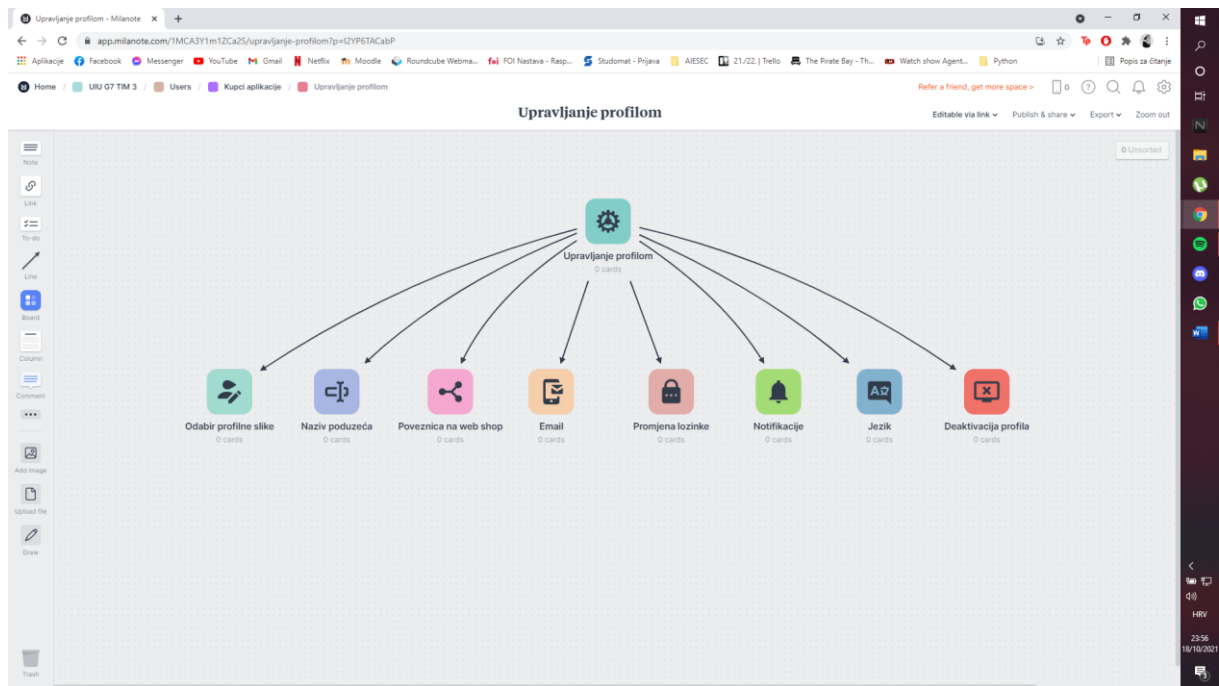 Upravljanje profilom - Milanote
app.milanote.com/1MCA3Y1m1ZCa2S/upravljanje-profilom?p=I2YP6TACabP
Aplikacije Facebook Messenger YouTube Gmail Netflix Moodle Roundcube Webma... FOI Nastava - Rasp... Studomat - Prijava AIESEC 21./22. | Trello The Pirate Bay - Th... Watch show Agent... Python Popis za čitanje
Home / UIU G7 TIM 3 / Users / Kupci aplikacije / Upravljanje profilom
Refer a friend, get more space > 0
Upravljanje profilom
Editable via link Publish & share Export Zoom out
0 Unsorted
Note
Link
To-do
Line
Board
Column
Comment
Add image
Upload file
Draw
Trash
Upravljanje profilom
0 cards
Odabir profilne slike
0 cards
Naziv poduzeća
0 cards
Poveznica na web shop
0 cards
Email
0 cards
Promjena lozinke
0 cards
Notifikacije
0 cards
Jezik
0 cards
Deaktivacija profila
0 cards
HRV
23:56
18/10/2021